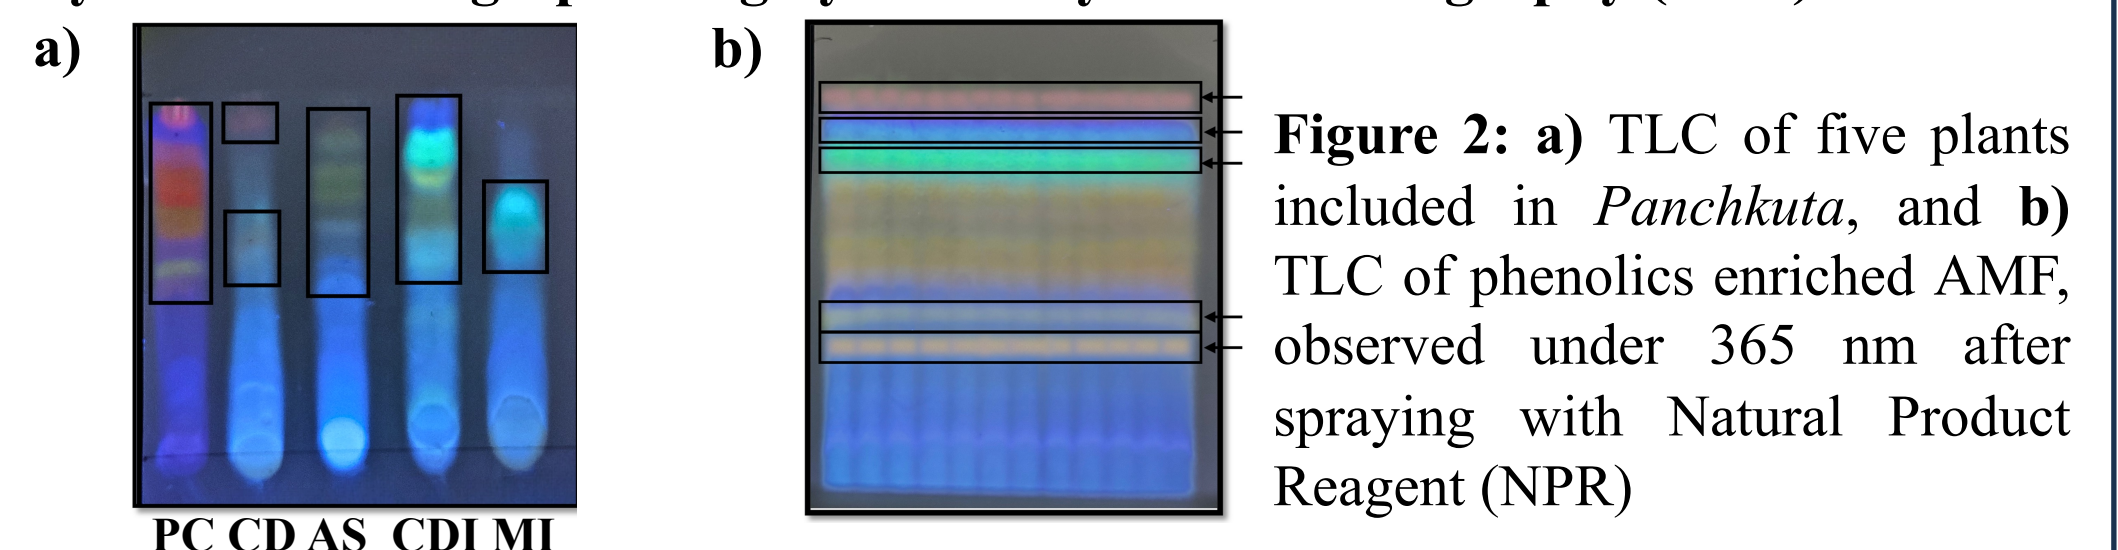 a)
b)
PC CD AS CDI MI
Figure 2: a) TLC of five plants
included in Panchkuta, and b)
TLC of phenolics enriched AMF,
observed under 365 nm after
spraying with Natural Product
Reagent (NPR)